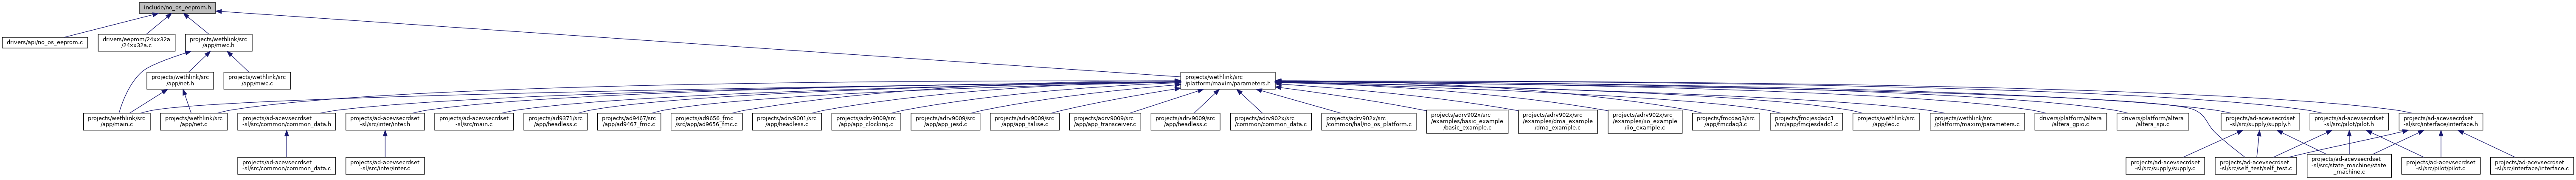 include/no_os_eeprom.h
drivers/api/no_os_eeprom.c
drivers/eeprom/24xx32a
/24xx32a.c
projects/wethlink/src
/app/mwc.h
projects/wethlink/src
/app/net.h
projects/wethlink/src
/app/mwc.c
projects/wethlink/src
/platform/maxim/parameters.h
projects/wethlink/src
/app/main.c
projects/wethlink/src
/app/net.c
projects/ad-acevsecrdset
-sl/src/common/common_data.h
projects/ad-acevsecrdset
-sl/src/inter/inter.h
projects/ad-acevsecrdset
-sl/src/main.c
projects/ad9371/src
/app/headless.c
projects/ad9467/src
/app/ad9467_fmc.c
projects/ad9656_fmc
/src/app/ad9656_fmc.c
projects/adrv9001/src
/app/headless.c
projects/adrv9009/src
/app/app_clocking.c
projects/adrv9009/src
/app/app_jesd.c
projects/adrv9009/src
/app/app_talise.c
projects/adrv9009/src
/app/app_transceiver.c
projects/adrv9009/src
/app/headless.c
projects/adrv902x/src
/common/common_data.c
projects/adrv902x/src
/common/hal/no_os_platform.c
projects/adrv902x/src
/examples/basic_example
/basic_example.c
projects/adrv902x/src
/examples/dma_example
/dma_example.c
projects/adrv902x/src
/examples/iio_example
/iio_example.c
projects/fmcdaq3/src
/app/fmcdaq3.c
projects/fmcjesdadc1
/src/app/fmcjesdadc1.c
projects/wethlink/src
/app/led.c
projects/wethlink/src
/platform/maxim/parameters.c
drivers/platform/altera
/altera_gpio.c
drivers/platform/altera
/altera_spi.c
projects/ad-acevsecrdset
-sl/src/supply/supply.h
projects/ad-acevsecrdset
-sl/src/pilot/pilot.h
projects/ad-acevsecrdset
-sl/src/interface/interface.h
projects/ad-acevsecrdset
-sl/src/common/common_data.c
projects/ad-acevsecrdset
-sl/src/inter/inter.c
projects/ad-acevsecrdset
-sl/src/supply/supply.c
projects/ad-acevsecrdset
-sl/src/self_test/self_test.c
projects/ad-acevsecrdset
-sl/src/state_machine/state
_machine.c
projects/ad-acevsecrdset
-sl/src/pilot/pilot.c
projects/ad-acevsecrdset
-sl/src/interface/interface.c